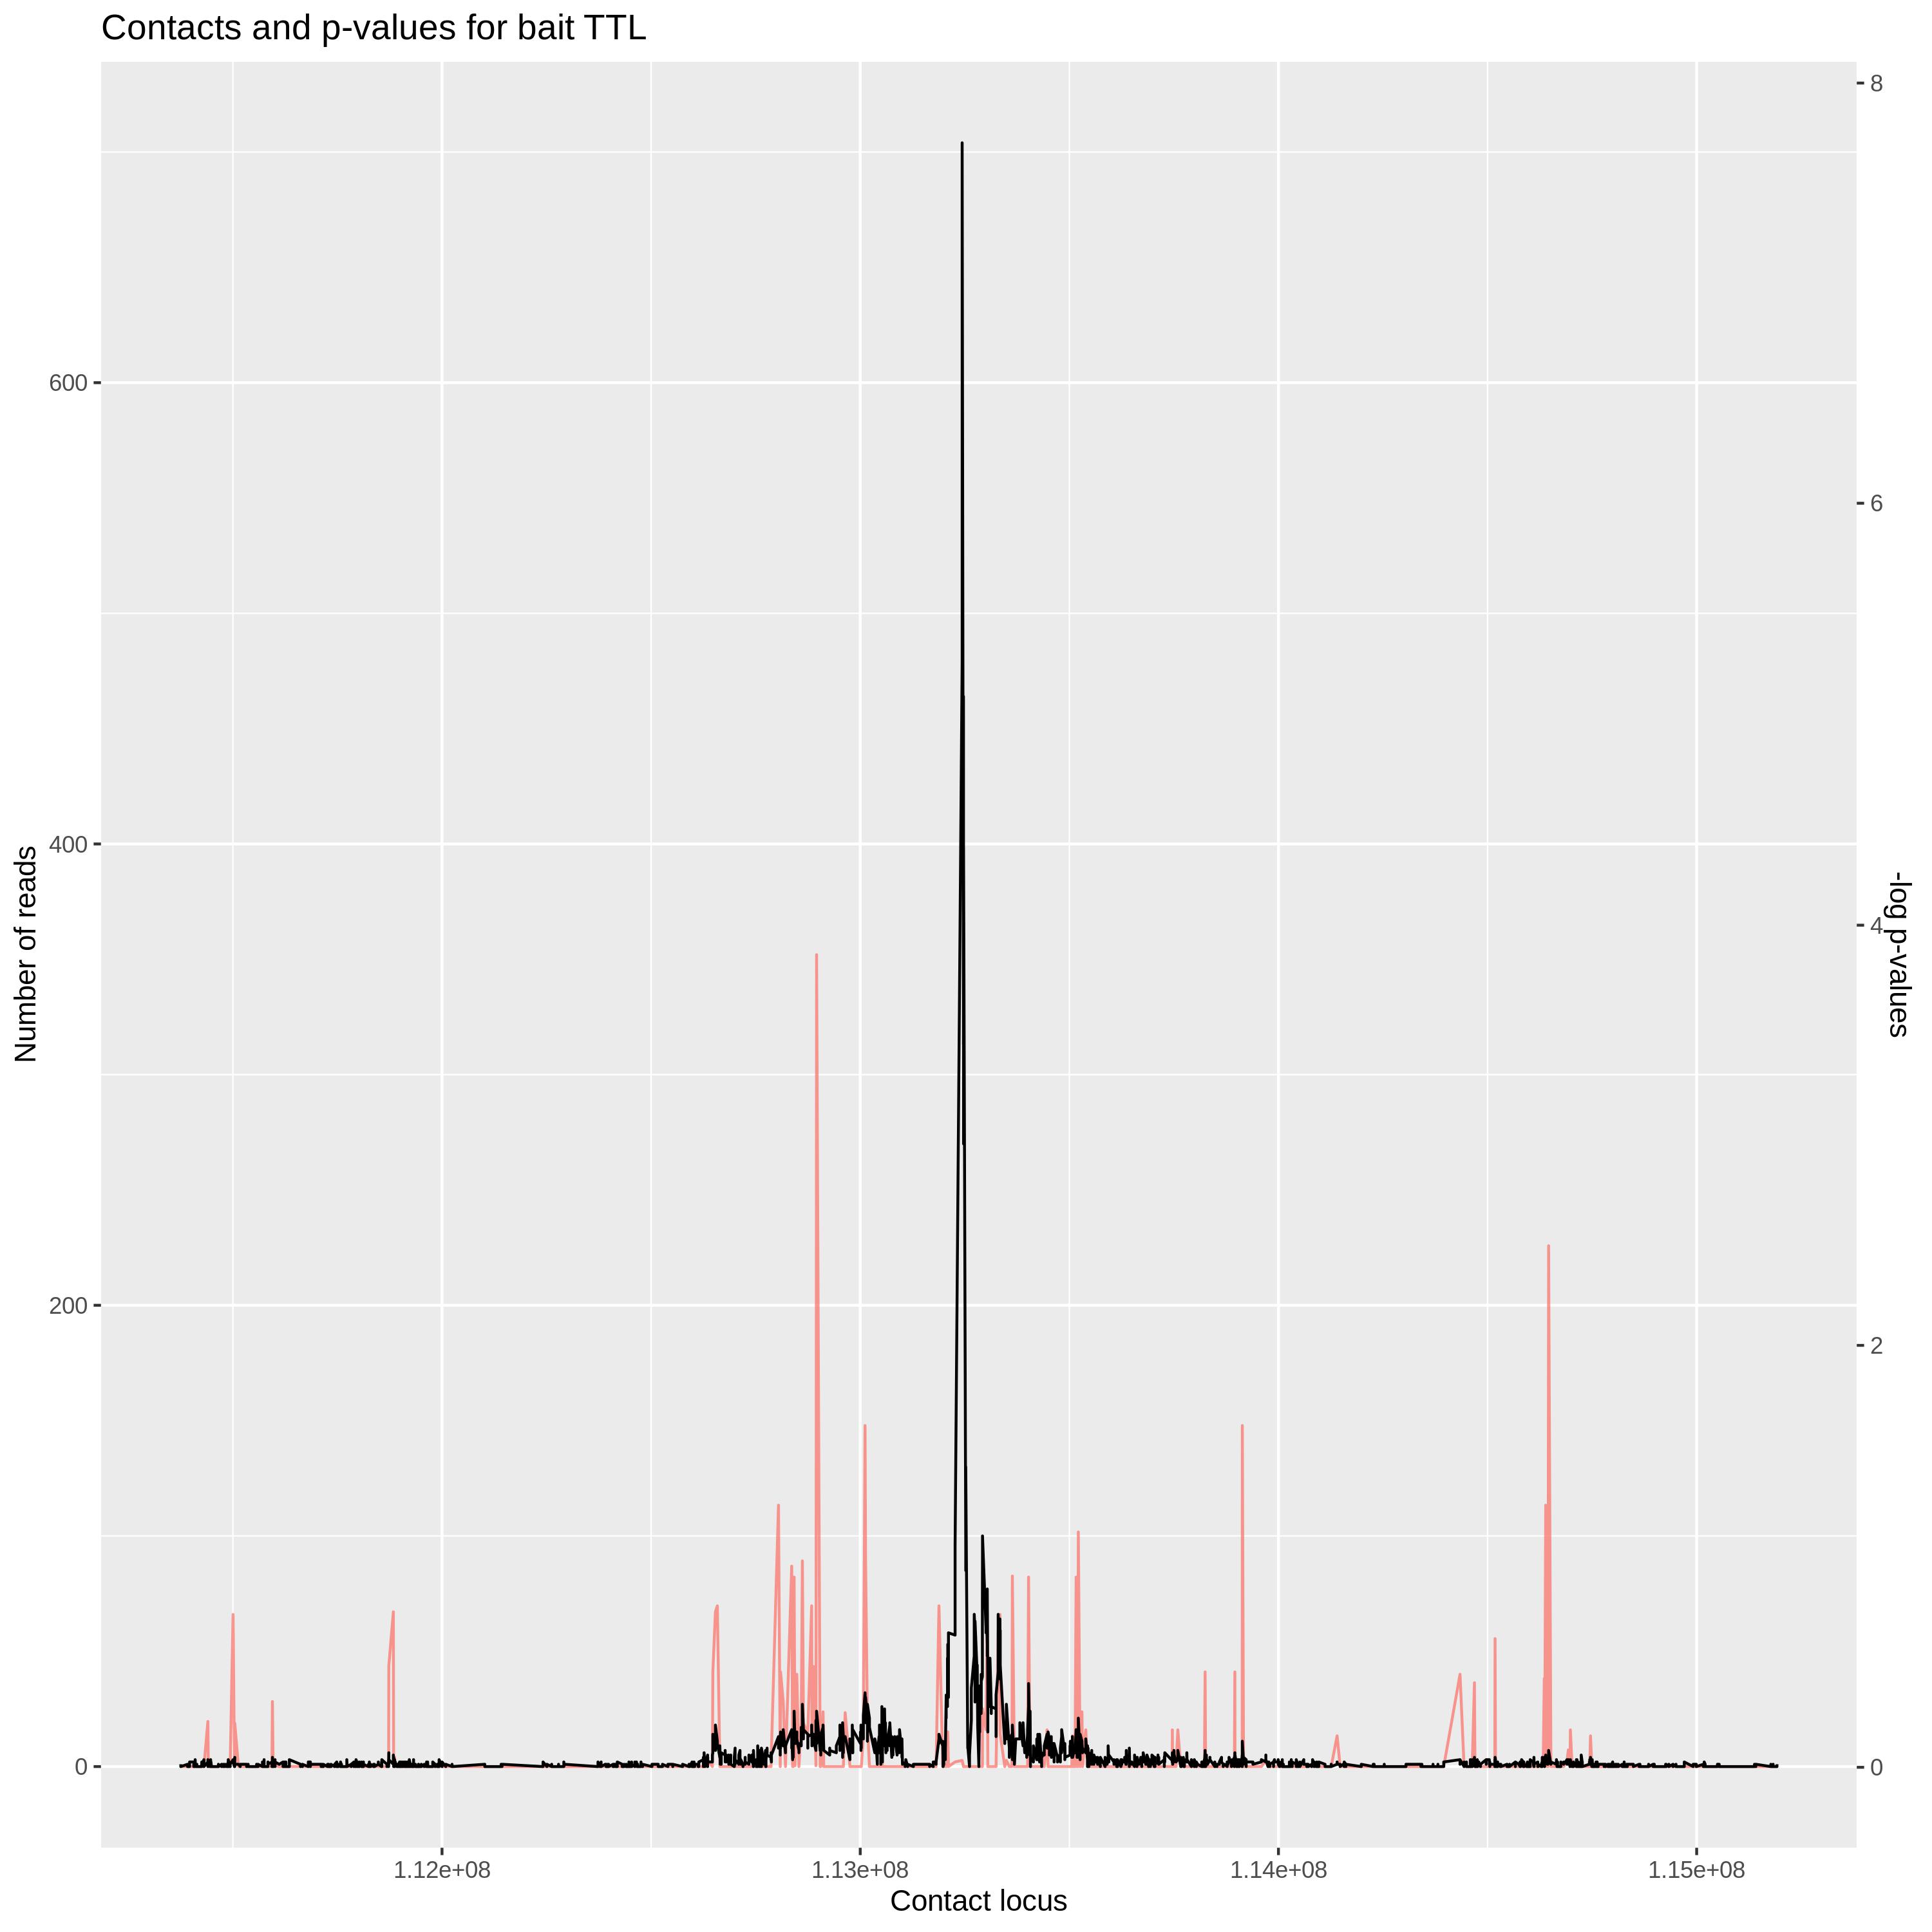 Contacts and p-values for bait TTL
8
6
4
2
0
600
400
200
0
Number of reads
-log p-values
1.12e+08 1.13e+08 1.14e+08 1.15e+08
Contact locus